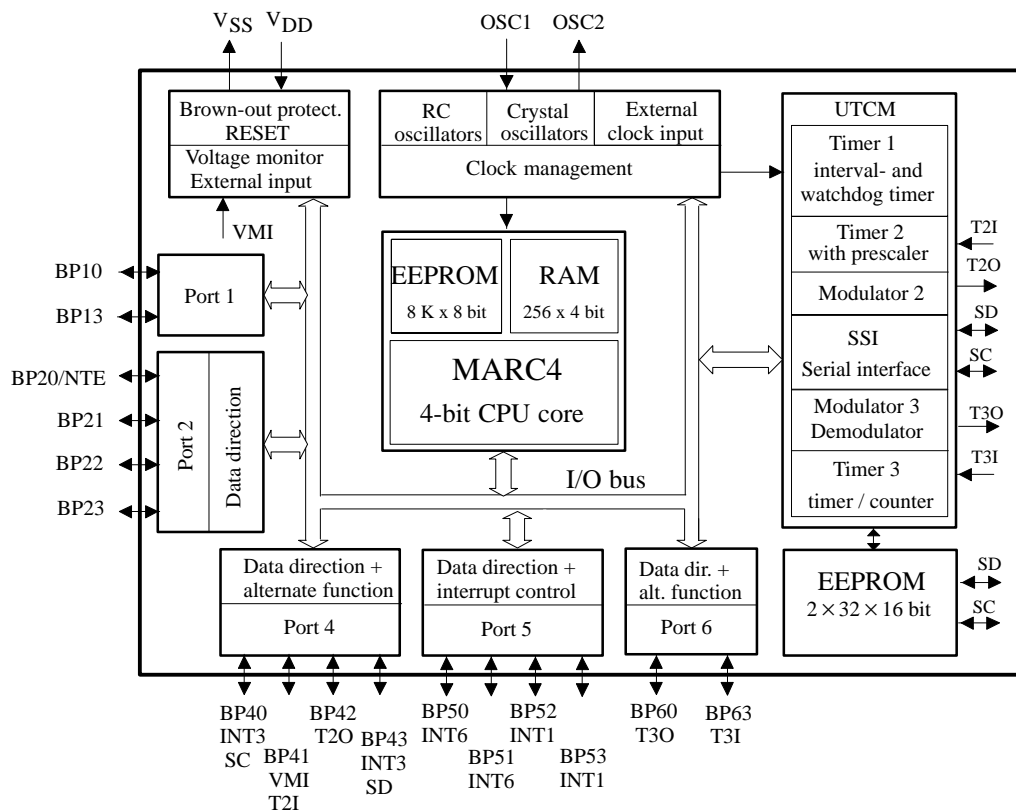 VSS
VDD
OSC1
OSC2
Brown-out protect.
RESET
Voltage monitor
External input
VMI
RC
oscillators
Crystal
oscillators
External
clock input
Clock management
UTCM
Timer 1
interval- and
watchdog timer
Timer 2
with prescaler
Modulator 2
SSI
Serial interface
Modulator 3
Demodulator
Timer 3
timer / counter
T2I
T2O
SD
SC
T3O
T3I
EEPROM
8 K x 8 bit
RAM
256 x 4 bit
MARC4
4-bit CPU core
I/O bus
BP10
BP13
Port 1
BP20/NTE
BP21
BP22
BP23
Port 2
Data direction
Data direction +
alternate function
Port 4
Data direction +
interrupt control
Port 5
Data dir. +
alt. function
Port 6
EEPROM
2 × 32 × 16 bit
SD
SC
BP40
INT3
SC
BP41
VMI
T2I
BP42
T2O
BP43
INT3
SD
BP50
INT6
BP51
INT6
BP52
INT1
BP53
INT1
BP60
T3O
BP63
T3I